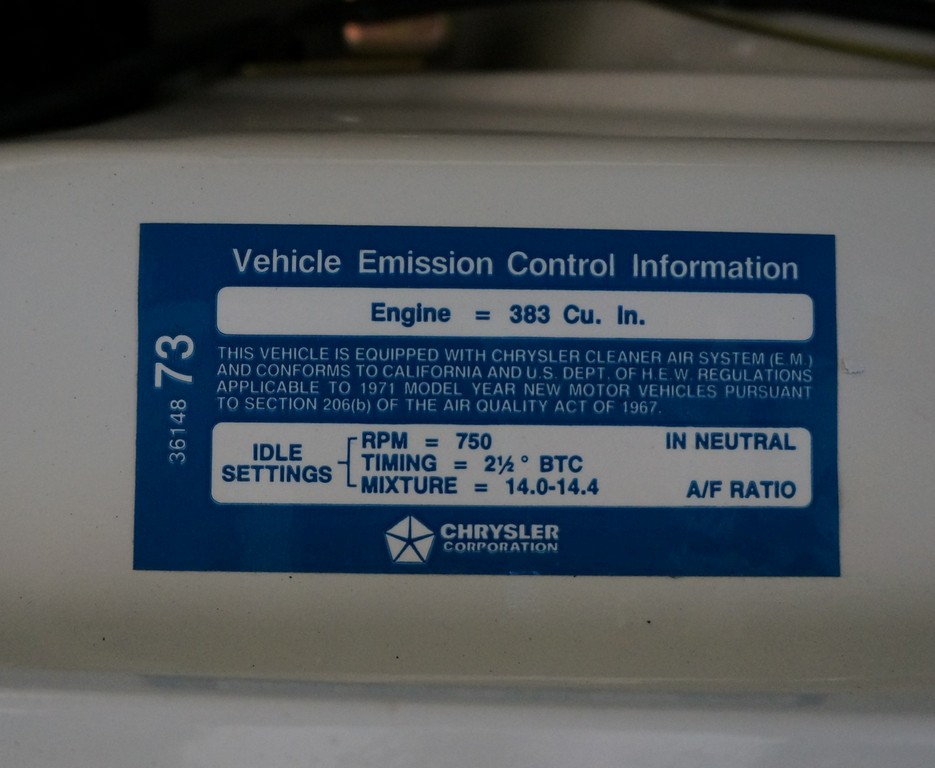 Vehicle Emission Control Information
Engine = 383 Cu. In.
THIS VEHICLE IS EQUIPPED WITH CHRYSLER CLEANER AIR SYSTEM (E.M.)
AND CONFORMS TO CALIFORNIA AND U.S. DEPT. OF H.E.W. REGULATIONS
APPLICABLE TO 1971 MODEL YEAR NEW MOTOR VEHICLES PURSUANT
TO SECTION 206(b) OF THE AIR QUALITY ACT OF 1967.
IDLE SETTINGS
RPM = 750 IN NEUTRAL
TIMING = 2½° BTC
MIXTURE = 14.0-14.4 A/F RATIO
CHRYSLER
CORPORATION
36148 73